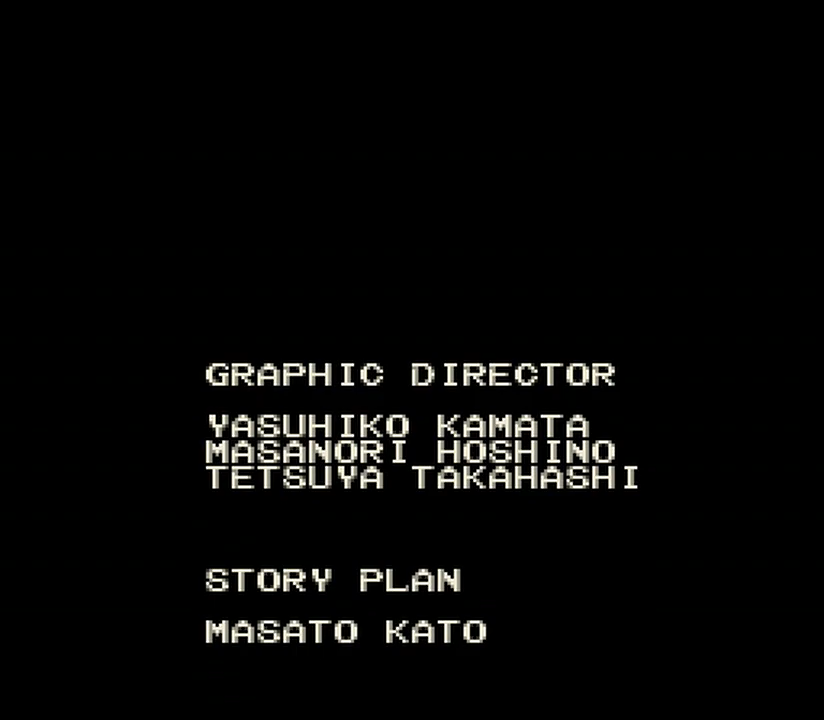 GRAPHIC DIRECTOR
YASUHIKO KAMATA
MASANORI HOSHINO
TETSUYA TAKAHASHI
STORY PLAN
MASATO KATO